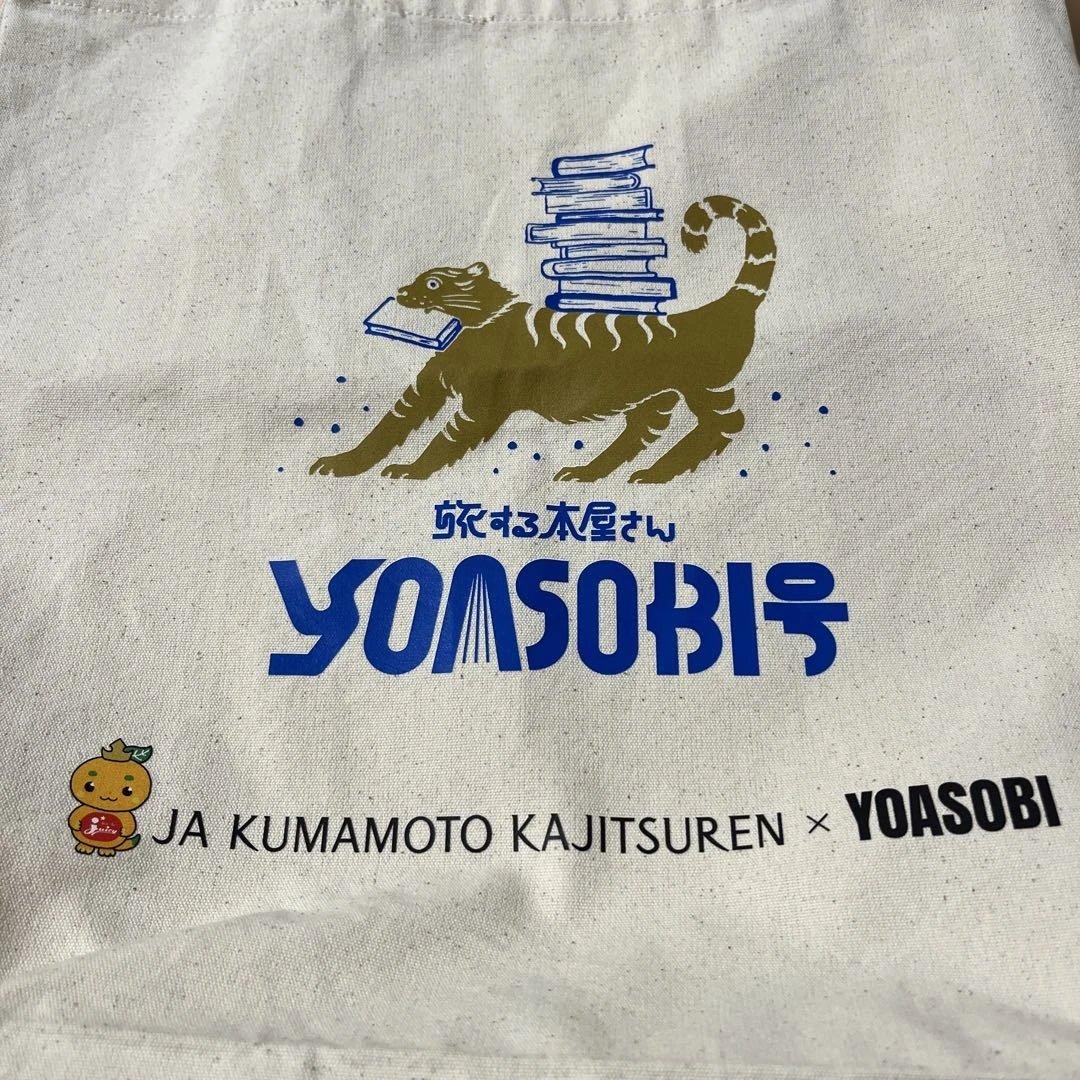 旅する本屋さん
YOASOBI号
juicy
JA KUMAMOTO KAJITSUREN × YOASOBI